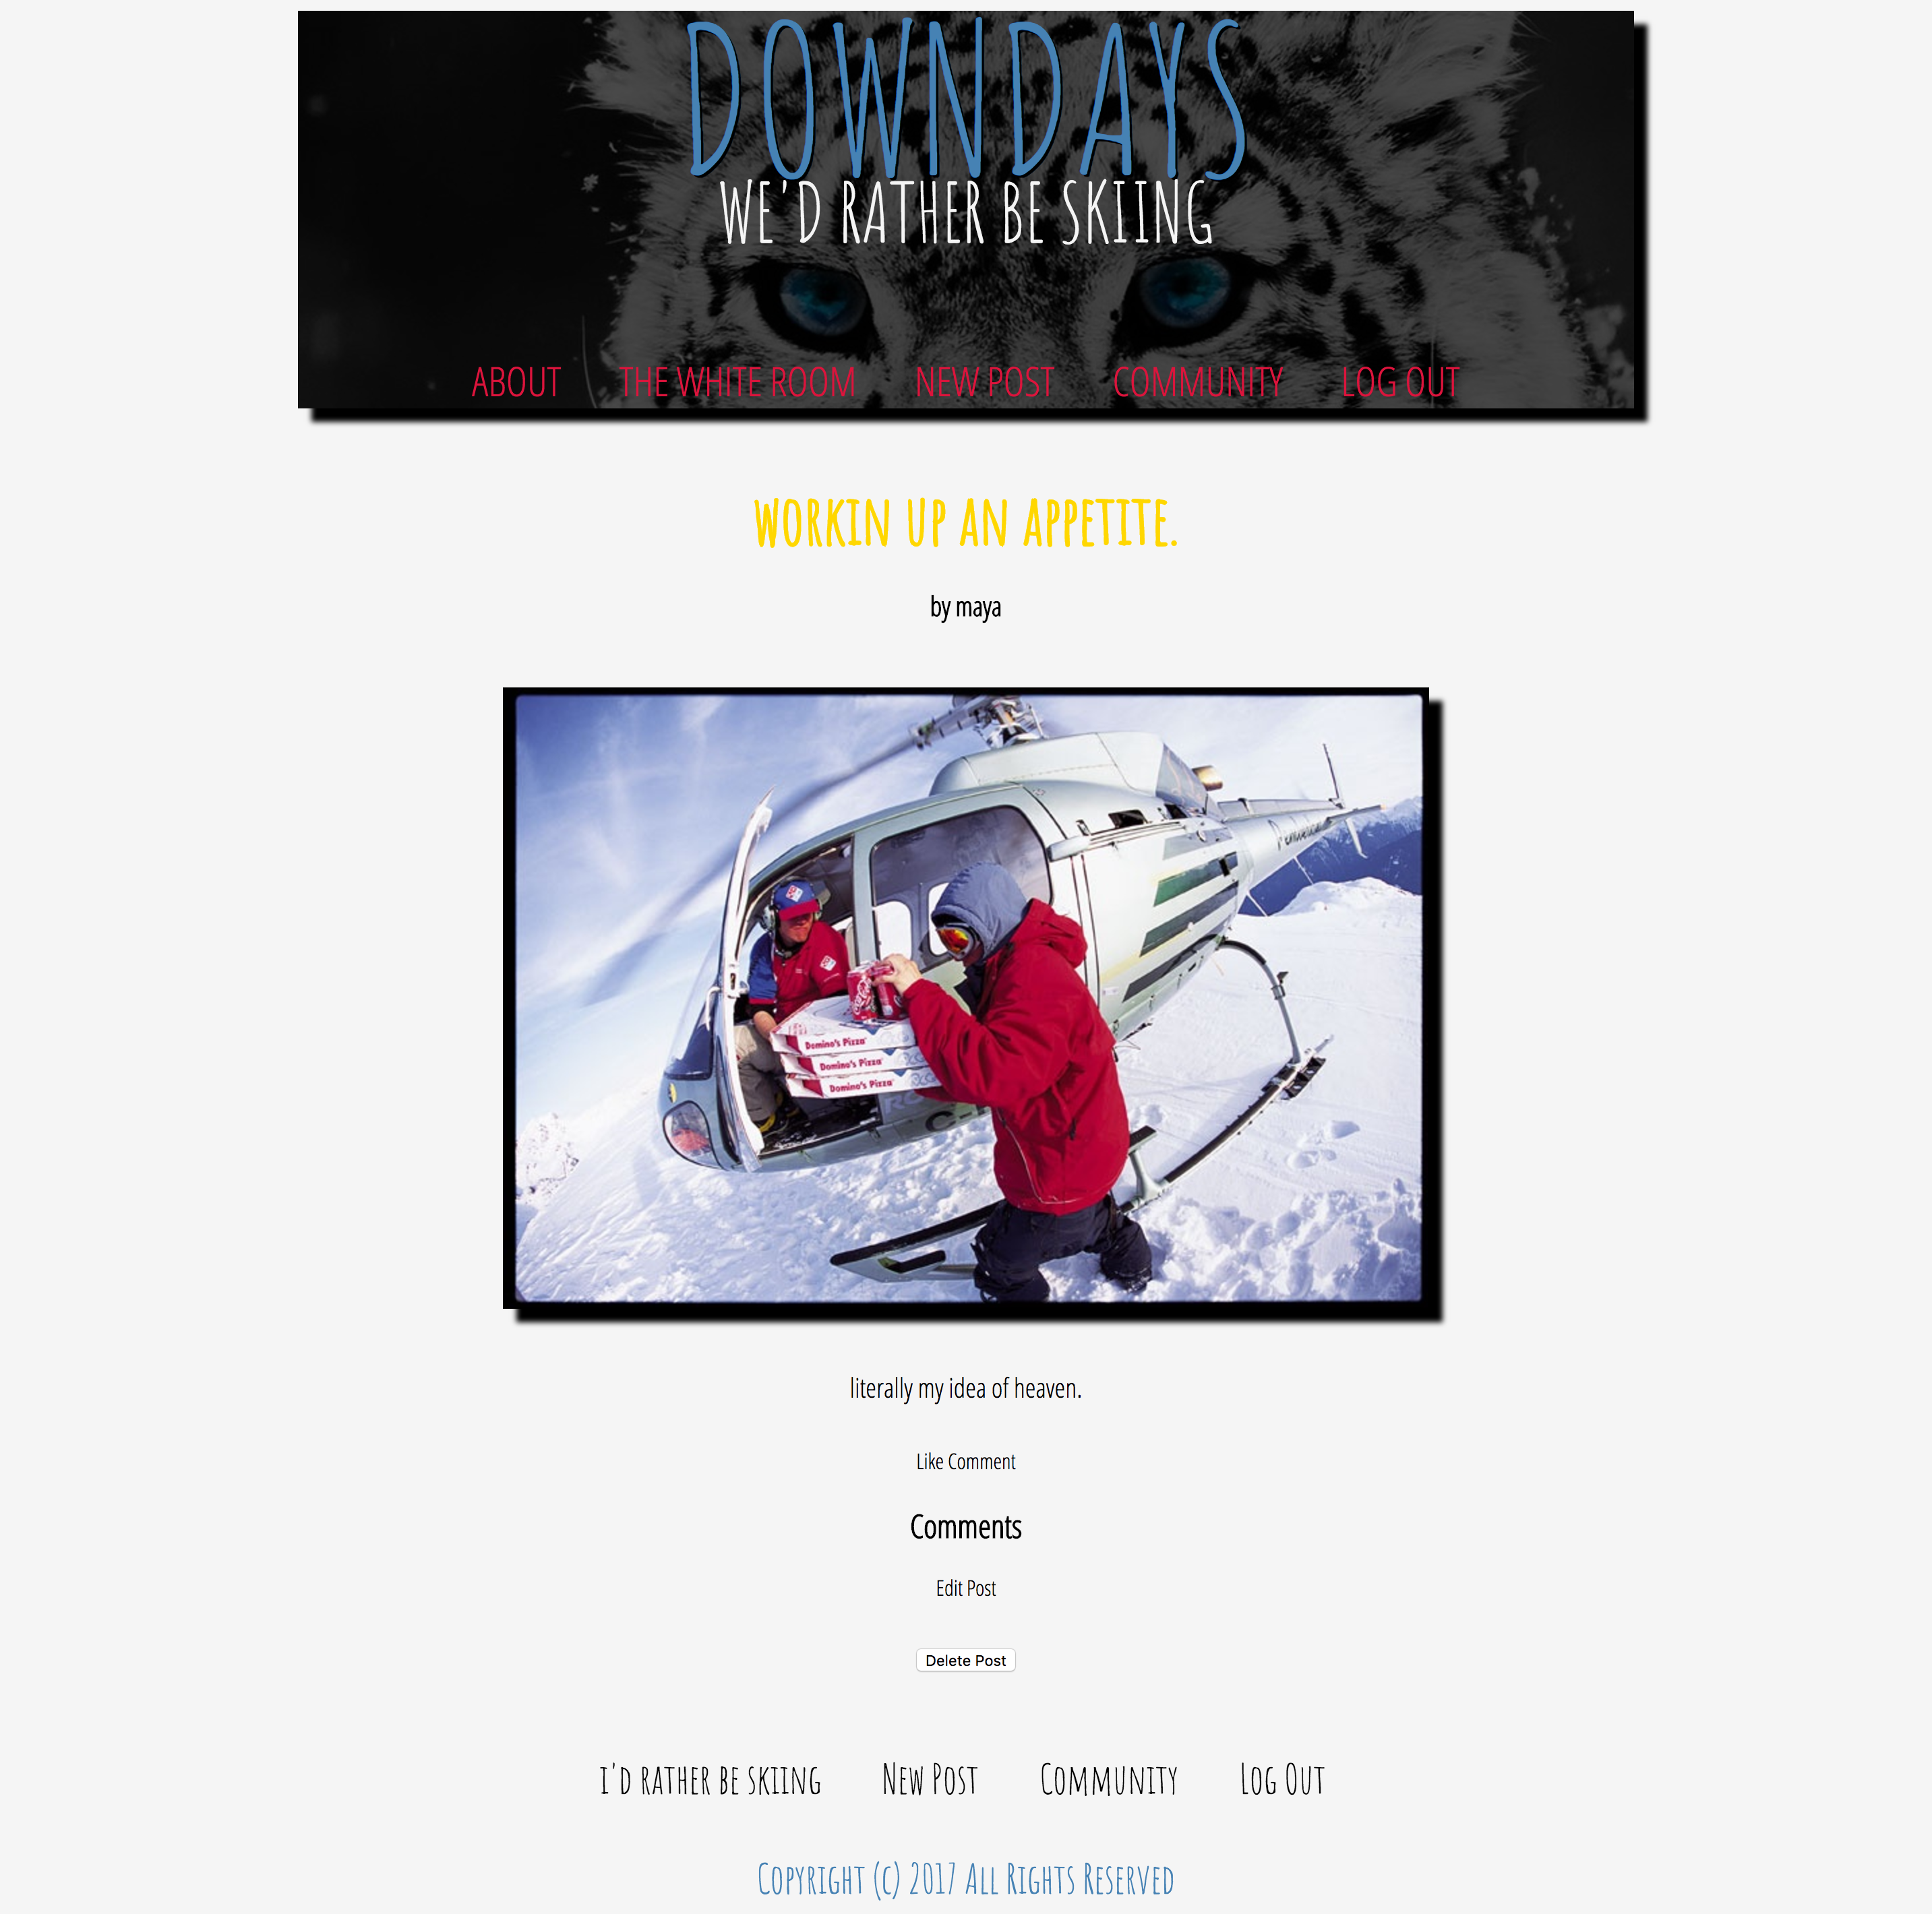 DOWNDAYS
WE'D RATHER BE SKIING
ABOUT THE WHITE ROOM NEW POST COMMUNITY LOG OUT
WORKIN UP AN APPETITE.
by maya
Domino's Pizza
Domino's Pizza
Domino's Pizza
literally my idea of heaven.
Like Comment
Comments
Edit Post
Delete Post
I'D RATHER BE SKIING New Post Community Log Out
Copyright (c) 2017 All Rights Reserved